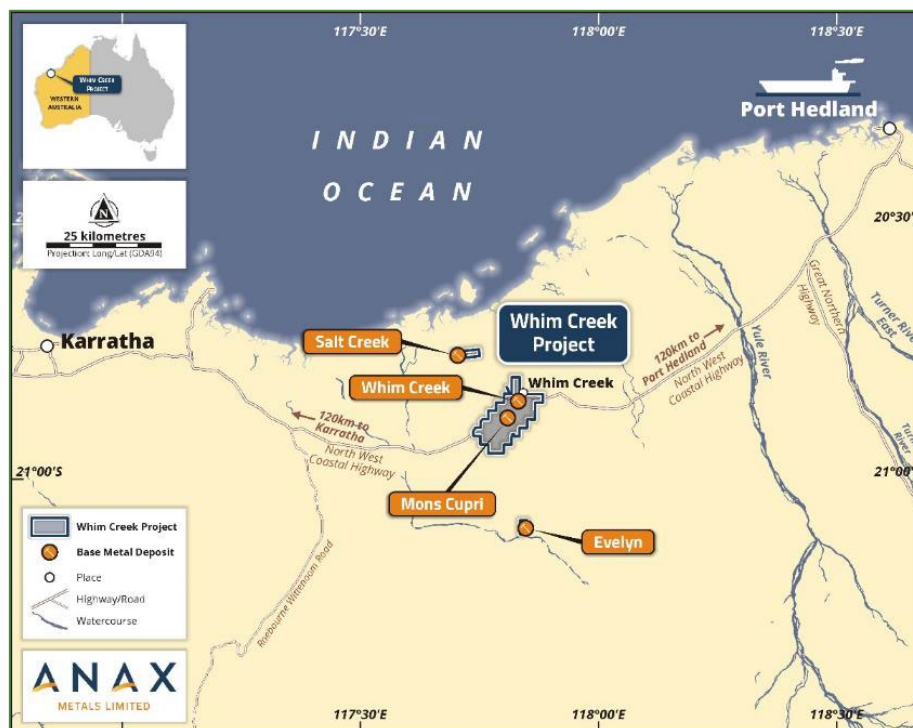 117°30'E
118°00'E
118°30'E
WHIM CREEK
PROJECT
WESTERN
AUSTRALIA
INDIAN
OCEAN
Port Hedland
N
25 kilometres
Projection: Long/Lat (GDA94)
20°30'S
Karratha
Salt Creek
Whim Creek
Project
Whim Creek
Whim Creek
120km to
Port Hedland
North West
Coastal Highway
Great Northern
Highway
Turner River
East
Yule River
Turner
River
120km to
Karratha
North West
Coastal Highway
21°00'S
21°00'
Mons Cupri
Evelyn
Roebourne Wittenoom Road
Whim Creek Project
Base Metal Deposit
Place
Highway/Road
Watercourse
ANAX
METALS LIMITED
117°30'E
118°00'E
118°30'E